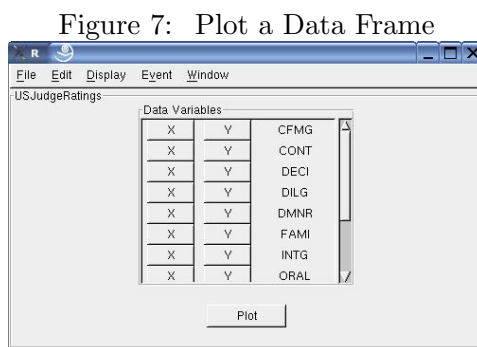 Figure 7: Plot a Data Frame
R
File Edit Display Event Window
USJudgeRatings
Data Variables
X Y CFMG
X Y CONT
X Y DECI
X Y DILG
X Y DMNR
X Y FAMI
X Y INTG
X Y ORAL
Plot